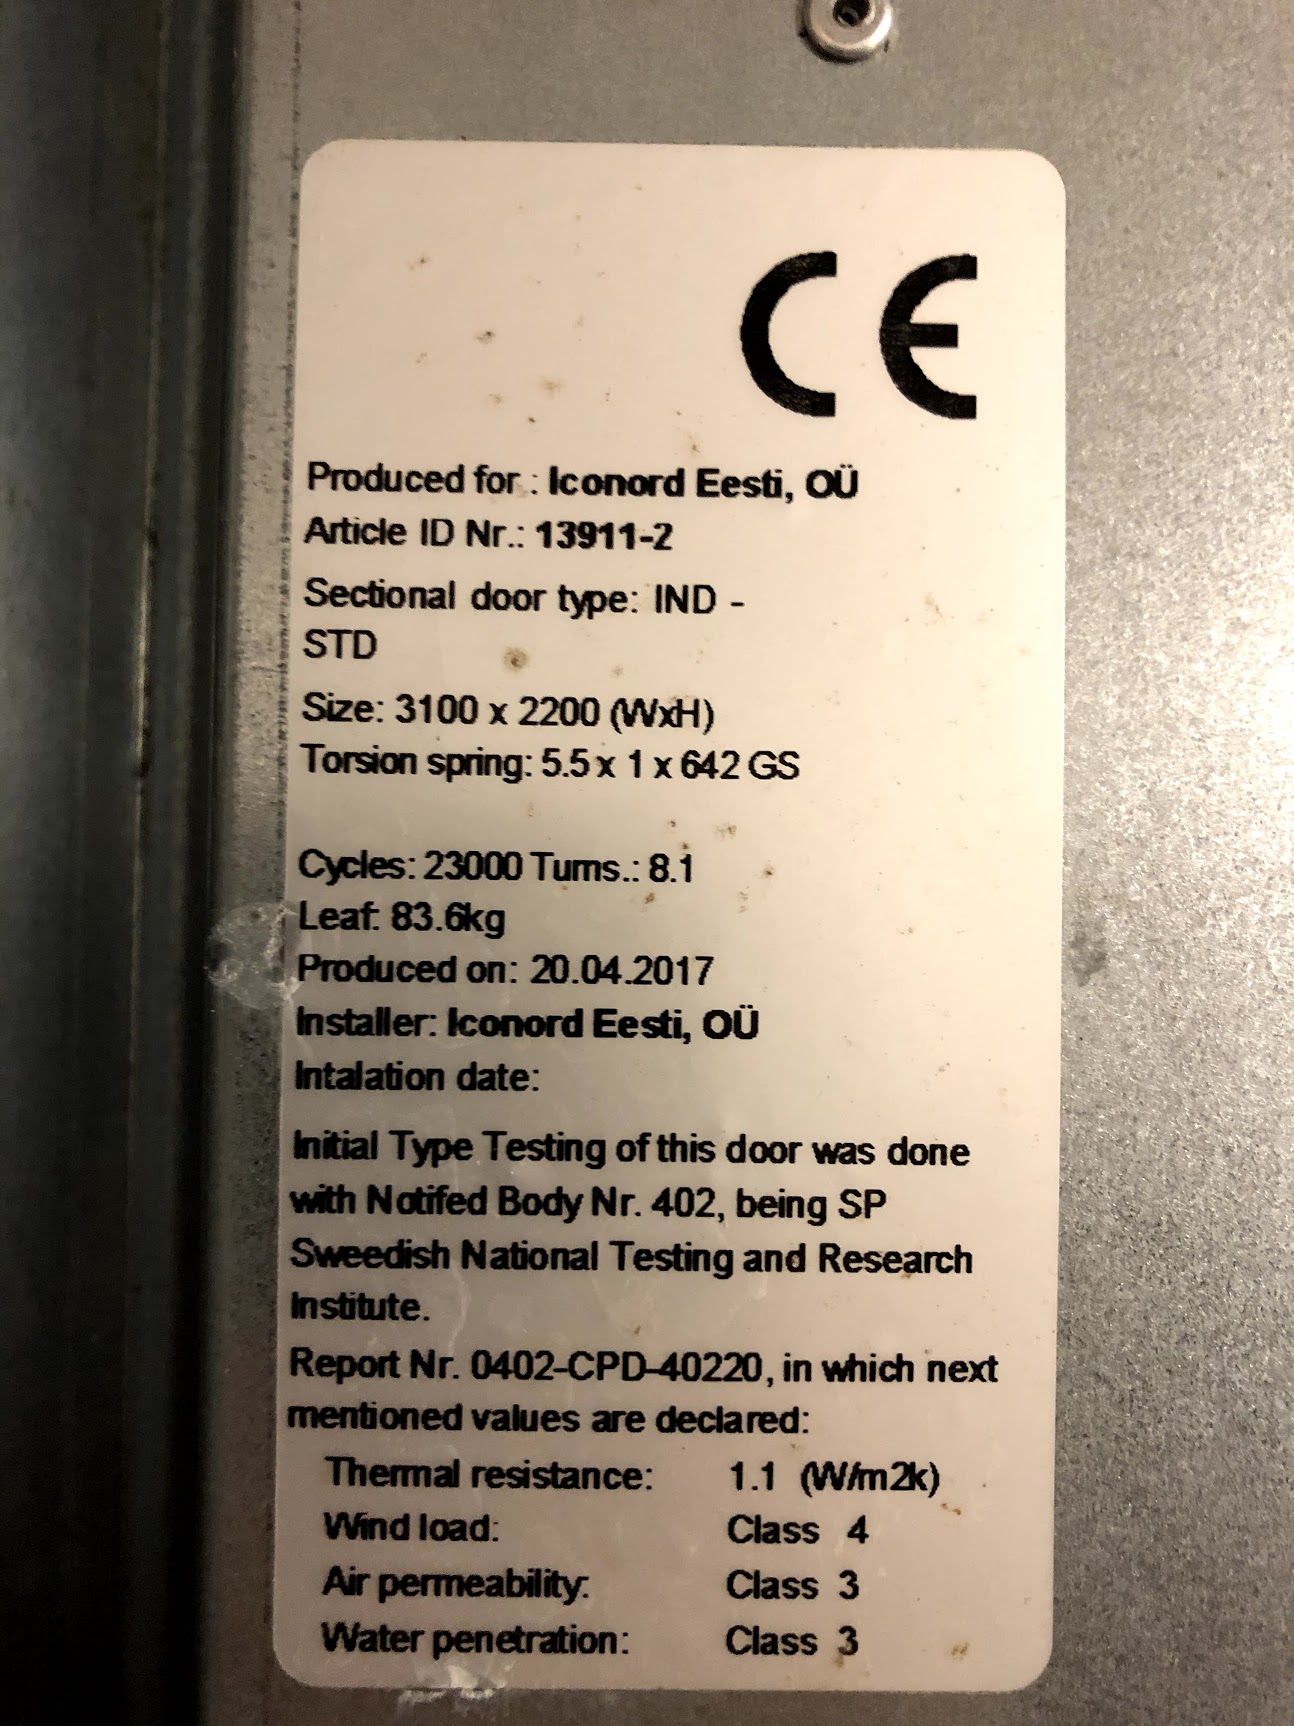 CE
Produced for : Iconord Eesti, OÜ
Article ID Nr.: 13911-2
Sectional door type: IND -
STD
Size: 3100 x 2200 (WxH)
Torsion spring: 5.5 x 1 x 642 GS
Cycles: 23000 Turns.: 8.1
Leaf: 83.6kg
Produced on: 20.04.2017
Installer: Iconord Eesti, OÜ
Intalation date:
Initial Type Testing of this door was done
with Notifed Body Nr. 402, being SP
Sweedish National Testing and Research
Institute.
Report Nr. 0402-CPD-40220, in which next
mentioned values are declared:
Thermal resistance: 1.1 (W/m2k)
Wind load: Class 4
Air permeability: Class 3
Water penetration: Class 3